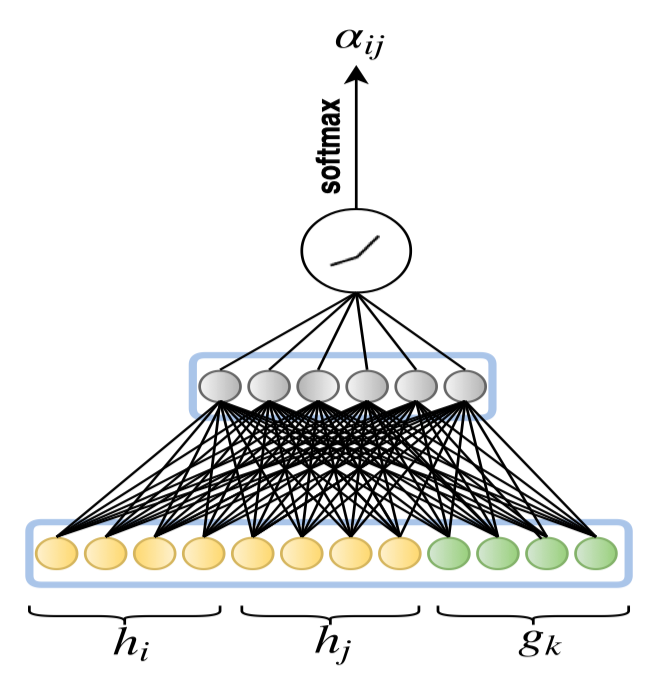 α_ij
softmax
h_i h_j g_k